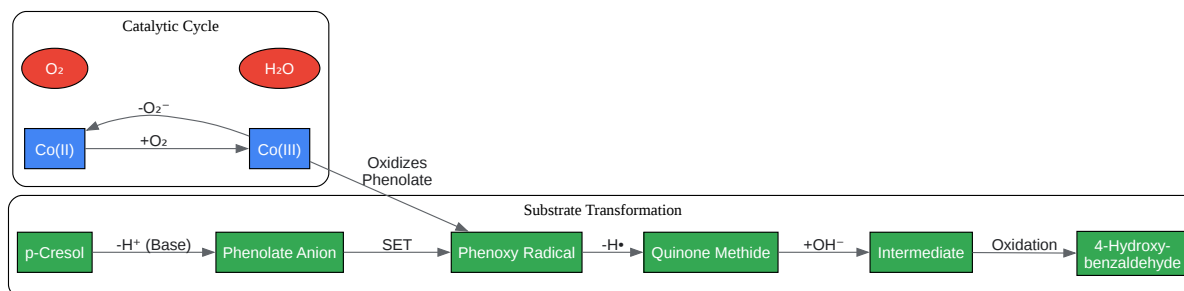 Catalytic Cycle
O₂
H₂O
-O₂⁻
Co(II)
+O₂
Co(III)
Oxidizes
Phenolate
Substrate Transformation
p-Cresol
-H⁺ (Base)
Phenolate Anion
SET
Phenoxy Radical
-H•
Quinone Methide
+OH⁻
Intermediate
Oxidation
4-Hydroxy-
benzaldehyde